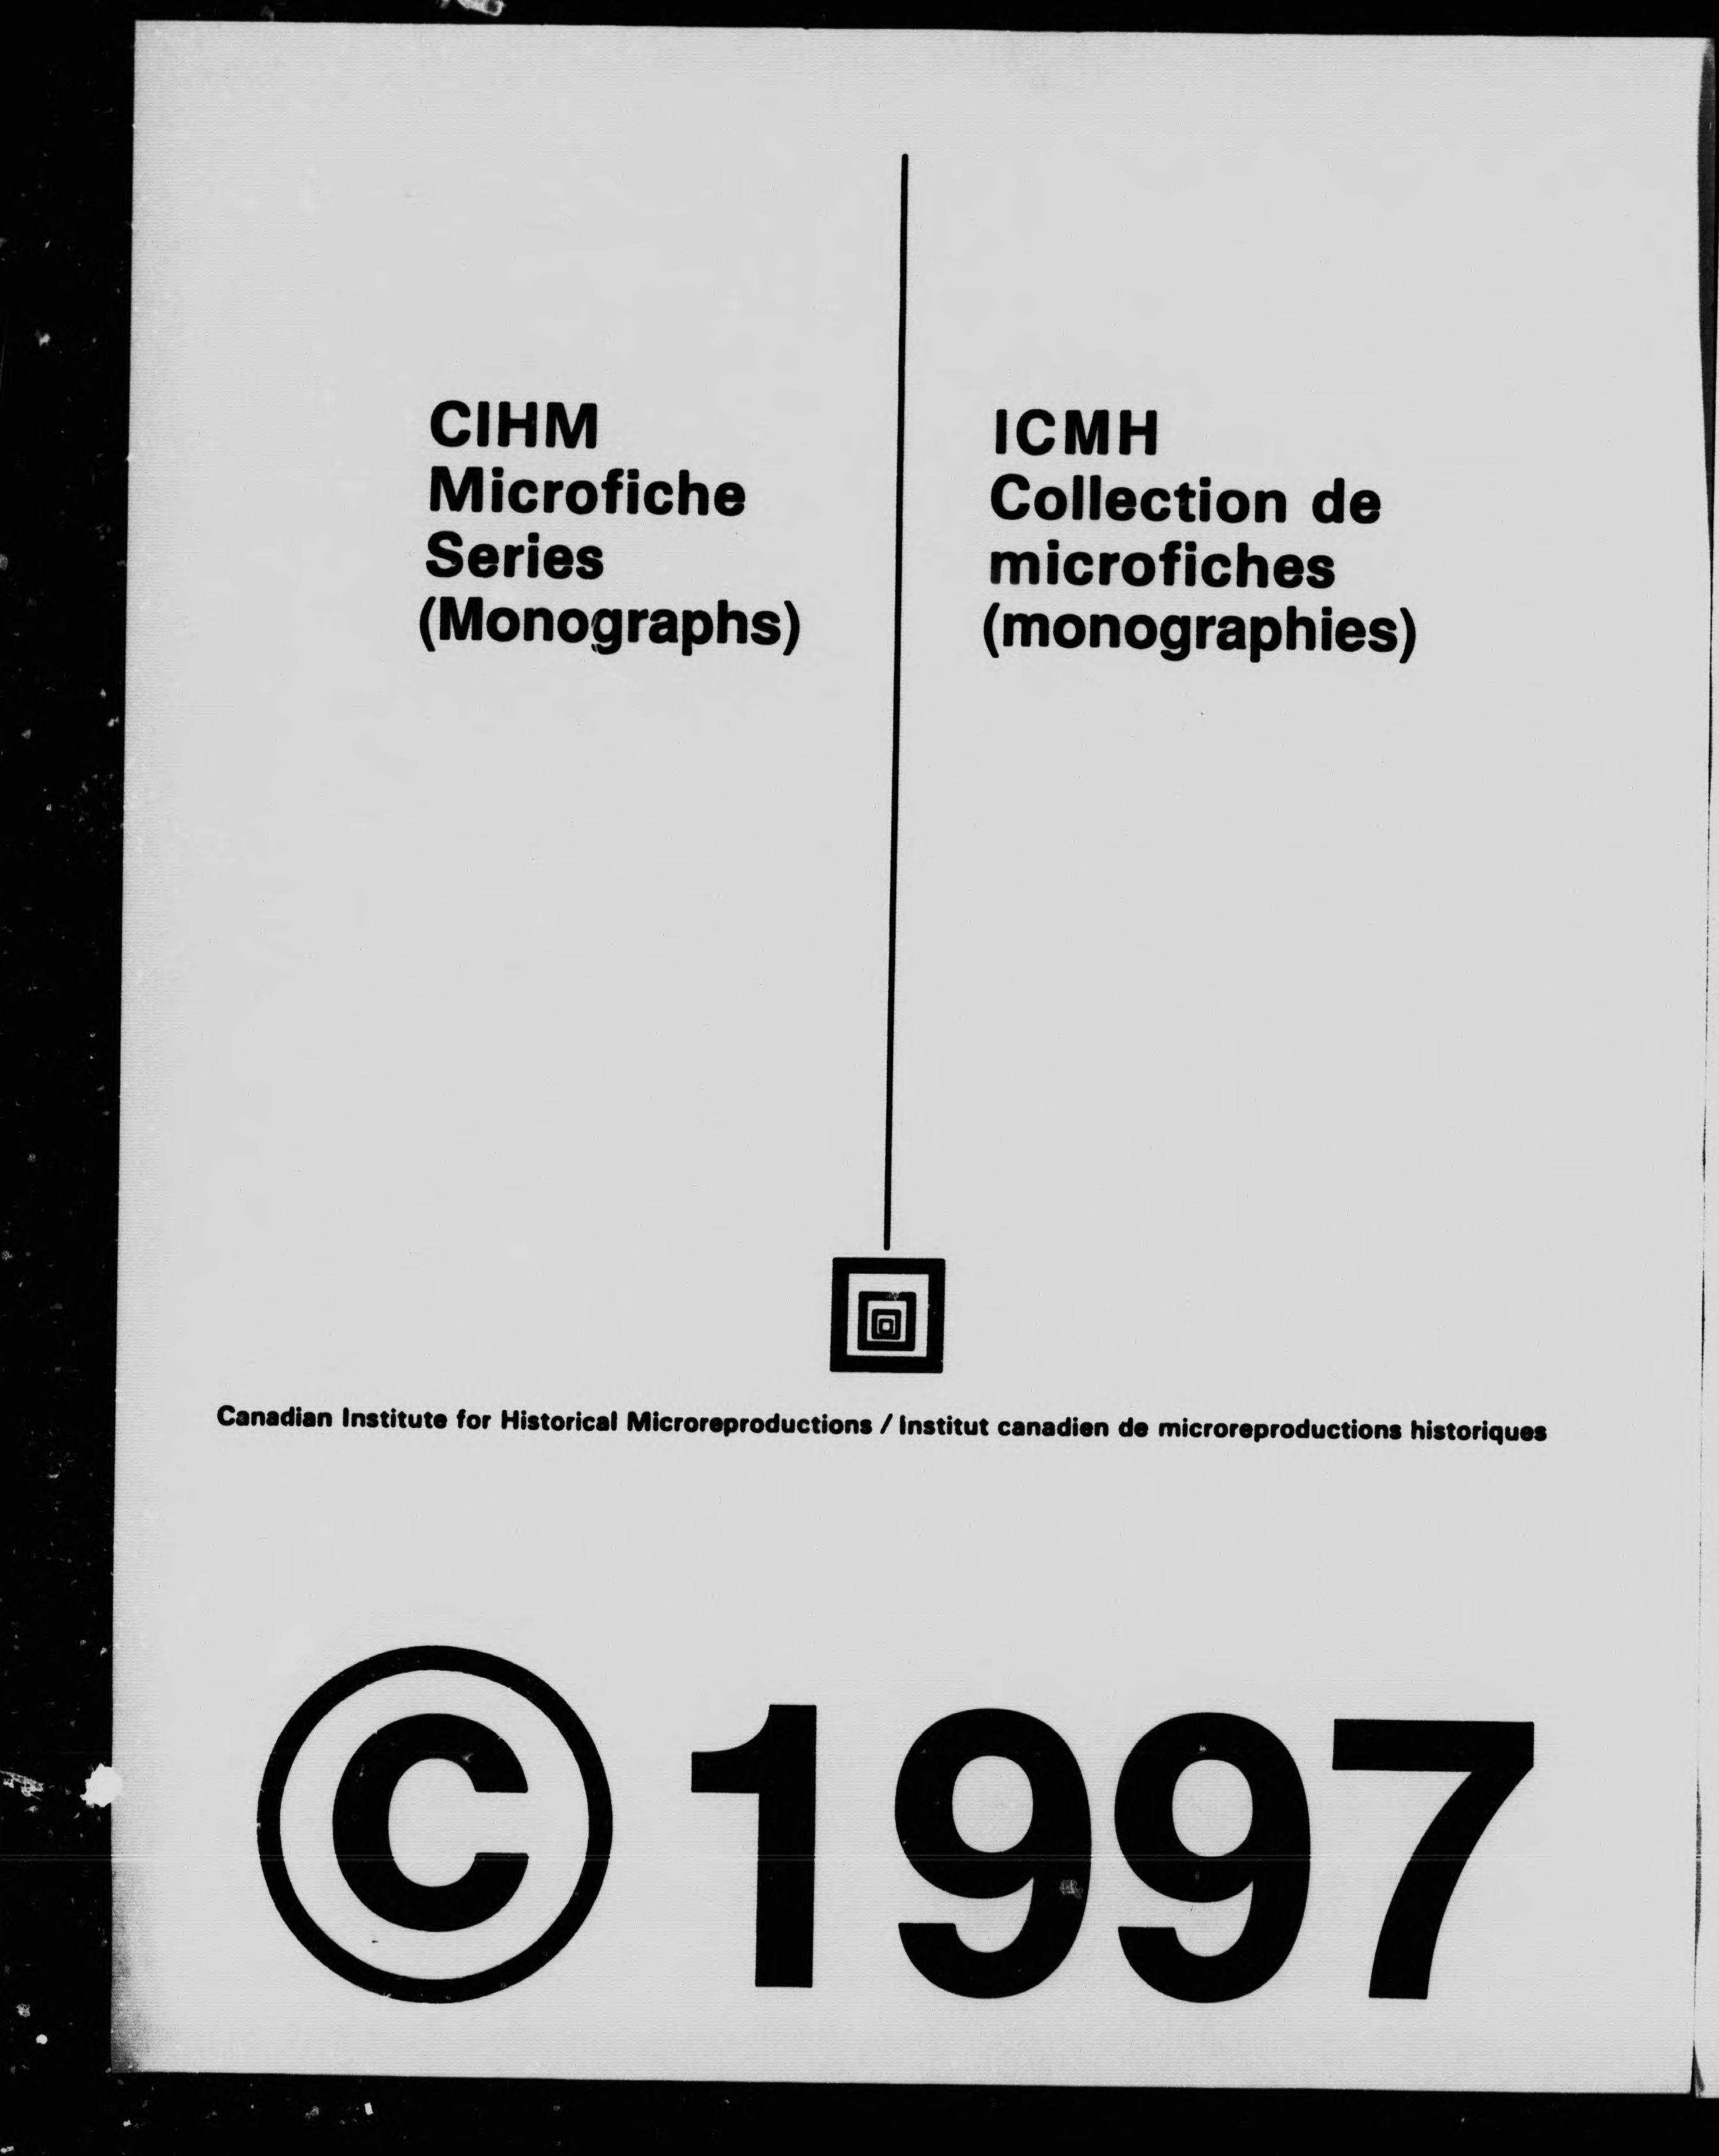 CIHM
Microfiche
Series
(Monographs)
ICMH
Collection de
microfiches
(monographies)
Canadian Institute for Historical Microreproductions / Institut canadien de microreproductions historiques
© 1997